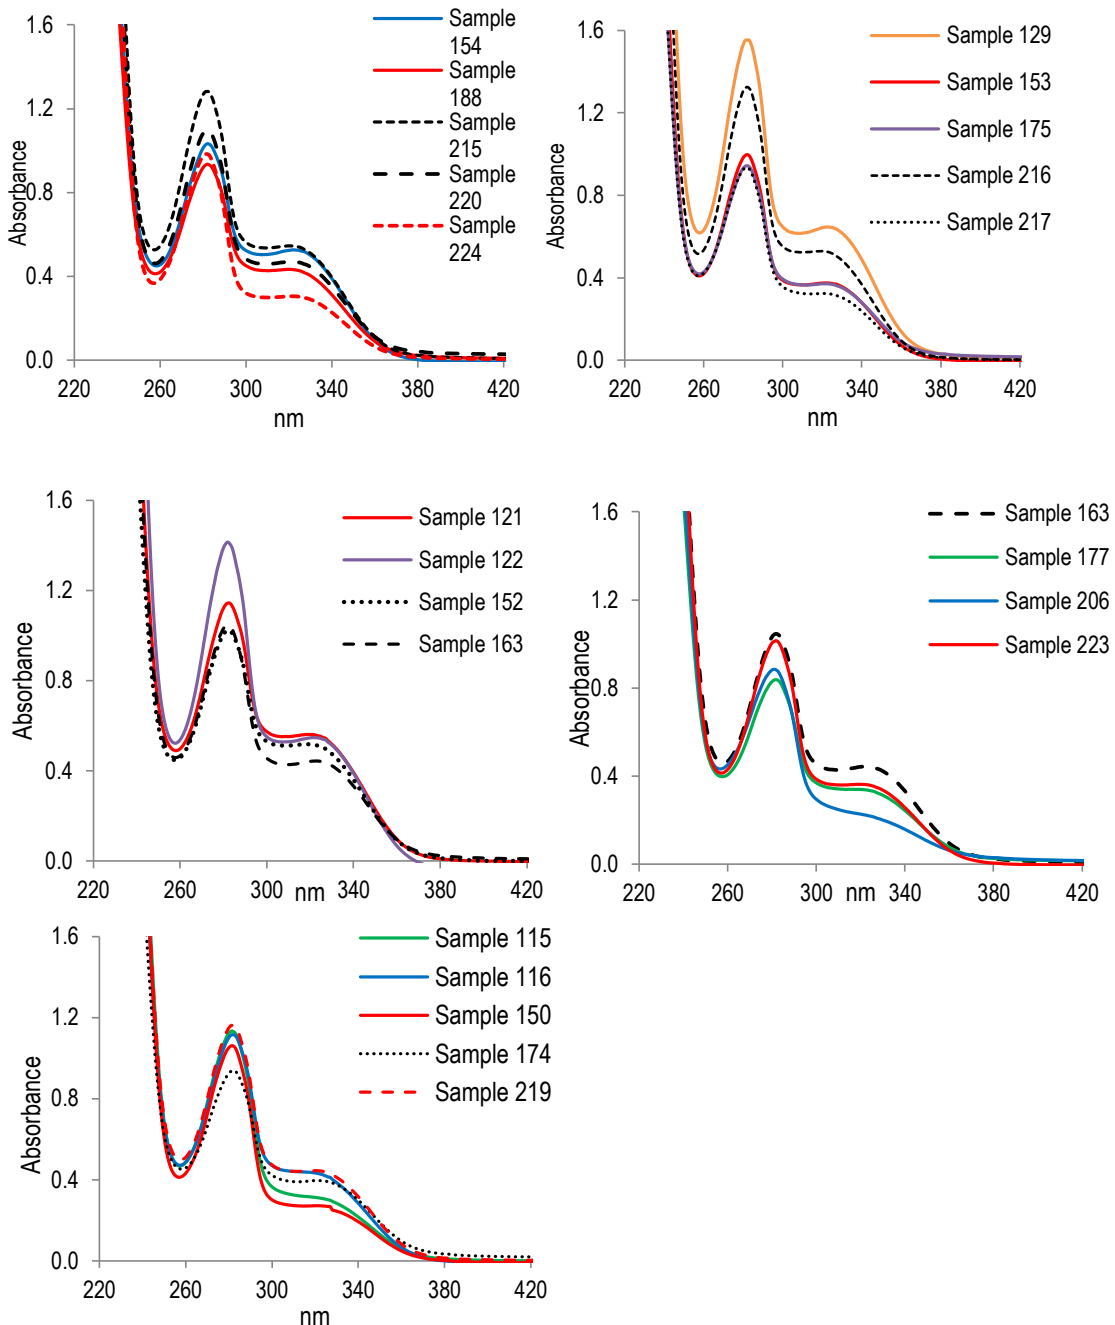 1.6
1.2
0.8
0.4
0.0
Absorbance
220
260
300
340
380
420
nm
Sample
154
Sample
188
Sample
215
Sample
220
Sample
224
1.6
1.2
0.8
0.4
0.0
Absorbance
220
260
300
340
380
420
nm
Sample 129
Sample 153
Sample 175
Sample 216
Sample 217
1.6
1.2
0.8
0.4
0.0
Absorbance
220
260
300
340
380
420
nm
Sample 121
Sample 122
Sample 152
Sample 163
1.6
1.2
0.8
0.4
0.0
Absorbance
220
260
300
340
380
420
nm
Sample 163
Sample 177
Sample 206
Sample 223
1.6
1.2
0.8
0.4
0.0
Absorbance
220
260
300
340
380
420
nm
Sample 115
Sample 116
Sample 150
Sample 174
Sample 219